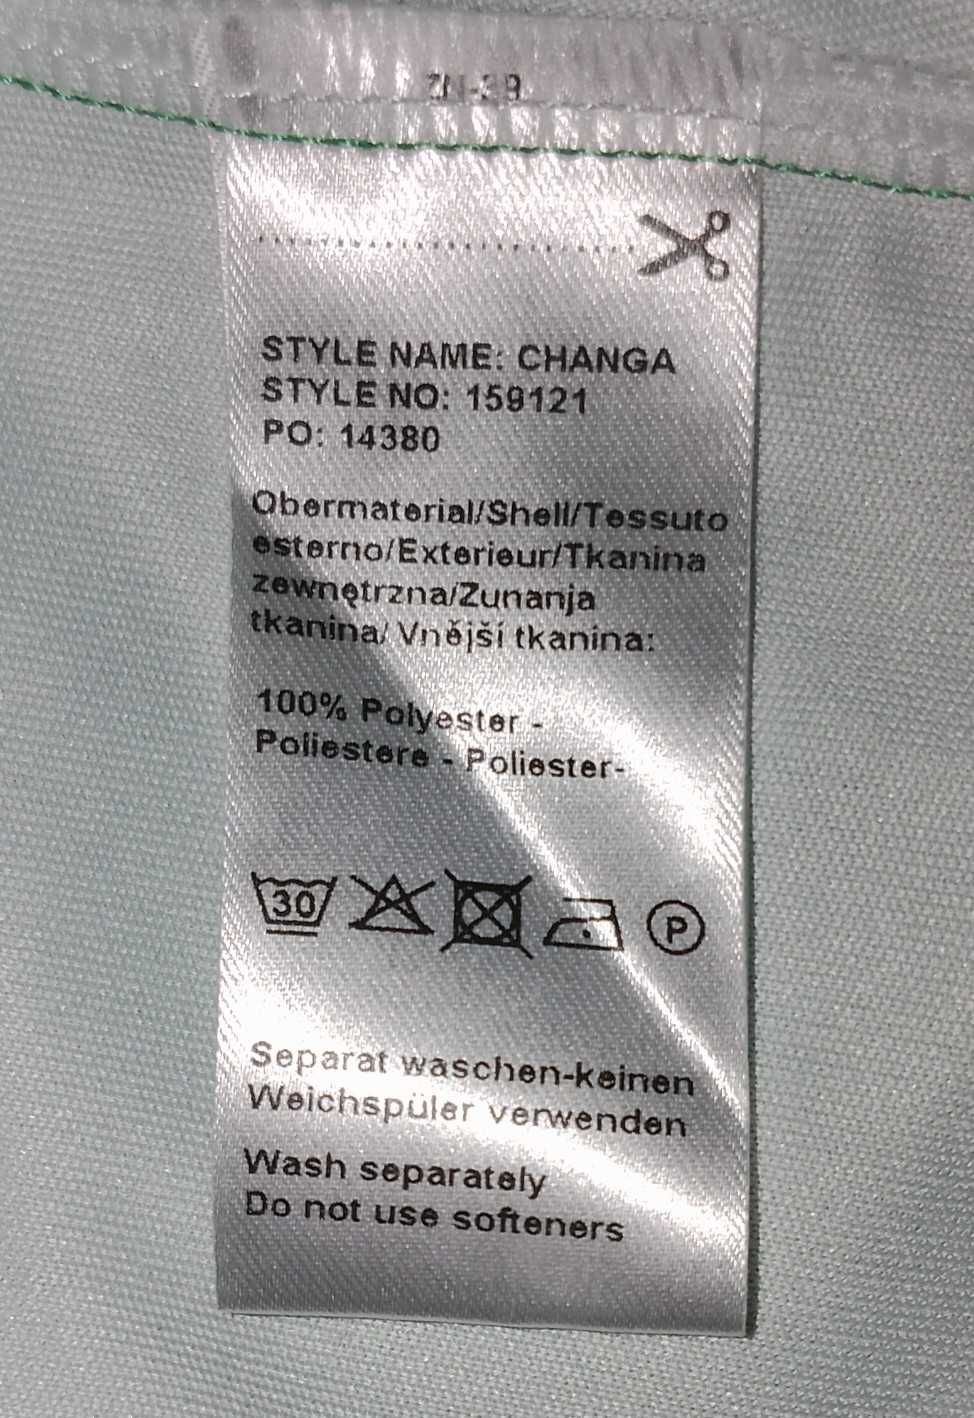 STYLE NAME: CHANGA
STYLE NO: 159121
PO: 14380
Obermaterial/Shell/Tessuto
esterno/Exterieur/Tkanina
zewnętrzna/Zunanja
tkanina/ Vnější tkanina:
100% Polyester -
Poliestere - Poliester-
30
P
Separat waschen-keinen
Weichspüler verwenden
Wash separately
Do not use softeners